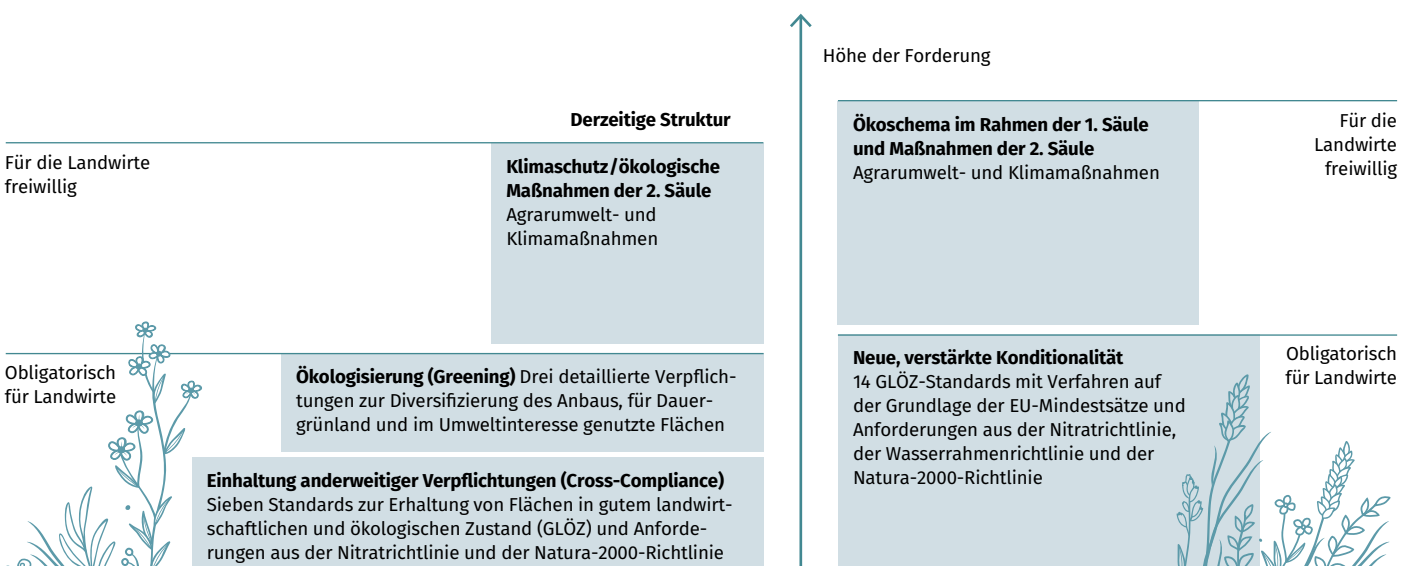 Höhe der Forderung
Derzeitige Struktur
Für die Landwirte
freiwillig
Klimaschutz/ökologische
Maßnahmen der 2. Säule
Agrarumwelt- und
Klimamaßnahmen
Obligatorisch
für Landwirte
Ökologisierung (Greening) Drei detaillierte Verpflich-
tungen zur Diversifizierung des Anbaus, für Dauer-
grünland und im Umweltinteresse genutzte Flächen
Einhaltung anderweitiger Verpflichtungen (Cross-Compliance)
Sieben Standards zur Erhaltung von Flächen in gutem landwirt-
schaftlichen und ökologischen Zustand (GLÖZ) und Anforde-
rungen aus der Nitratrichtlinie und der Natura-2000-Richtlinie
Ökoschema im Rahmen der 1. Säule
und Maßnahmen der 2. Säule
Agrarumwelt- und Klimamaßnahmen
Für die
Landwirte
freiwillig
Neue, verstärkte Konditionalität
14 GLÖZ-Standards mit Verfahren auf
der Grundlage der EU-Mindestsätze und
Anforderungen aus der Nitratrichtlinie,
der Wasserrahmenrichtlinie und der
Natura-2000-Richtlinie
Obligatorisch
für Landwirte